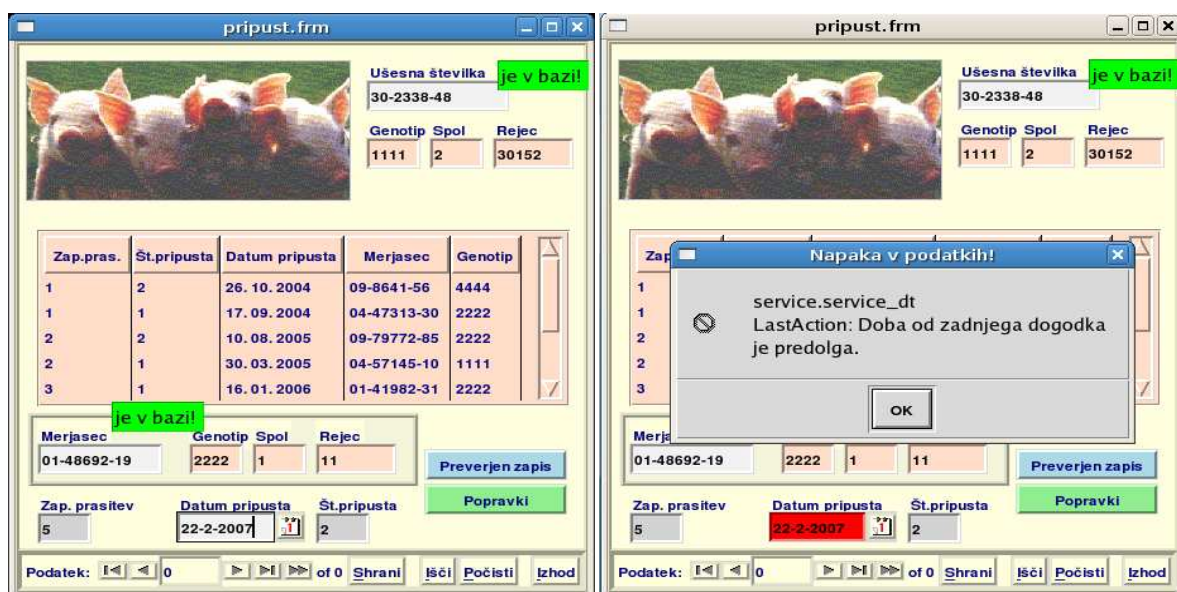 pripust.frm
Ušesna številka
je v bazi!
30-2338-48
Genotip Spol Rejec
1111 2 30152
Zap.pras. Št.pripusta Datum pripusta Merjasec Genotip
1 2 26. 10. 2004 09-8641-56 4444
1 1 17. 09. 2004 04-47313-30 2222
2 2 10. 08. 2005 09-79772-85 2222
2 1 30. 03. 2005 04-57145-10 1111
3 1 16. 01. 2006 01-41982-31 2222
je v bazi!
Merjasec Genotip Spol Rejec
01-48692-19 2222 1 11
Preverjen zapis
Popravki
Zap. prasitev Datum pripusta Št.pripusta
5 22-2-2007 2
Podatek: 0 of 0 Shrani Išči Počisti Izhod
pripust.frm
Ušesna številka
je v bazi!
30-2338-48
Genotip Spol Rejec
1111 2 30152
Zap
1
1
2
2
3
Napaka v podatkih!
service.service_dt
LastAction: Doba od zadnjega dogodka
je predolga.
OK
Merja
01-48692-19 2222 1 11
Preverjen zapis
Popravki
Zap. prasitev Datum pripusta Št.pripusta
5 22-2-2007 2
Podatek: 0 of 0 Shrani Išči Počisti Izhod